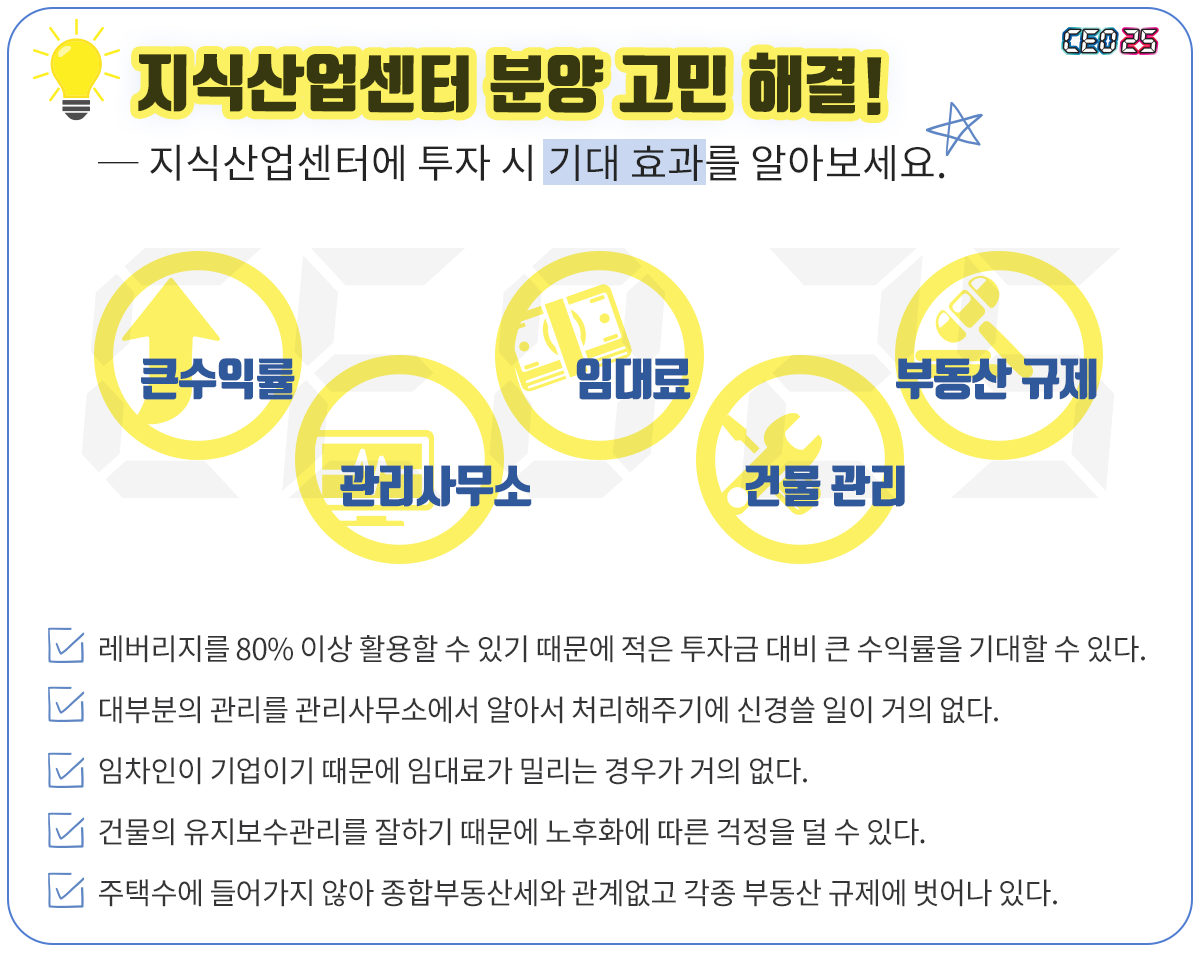 CEO 25
지식산업센터 분양 고민 해결!
— 지식산업센터에 투자 시 기대 효과를 알아보세요.
큰수익률
임대료
부동산 규제
관리사무소
건물 관리
레버리지를 80% 이상 활용할 수 있기 때문에 적은 투자금 대비 큰 수익률을 기대할 수 있다.
대부분의 관리를 관리사무소에서 알아서 처리해주기에 신경쓸 일이 거의 없다.
임차인이 기업이기 때문에 임대료가 밀리는 경우가 거의 없다.
건물의 유지보수관리를 잘하기 때문에 노후화에 따른 걱정을 덜 수 있다.
주택수에 들어가지 않아 종합부동산세와 관계없고 각종 부동산 규제에 벗어나 있다.